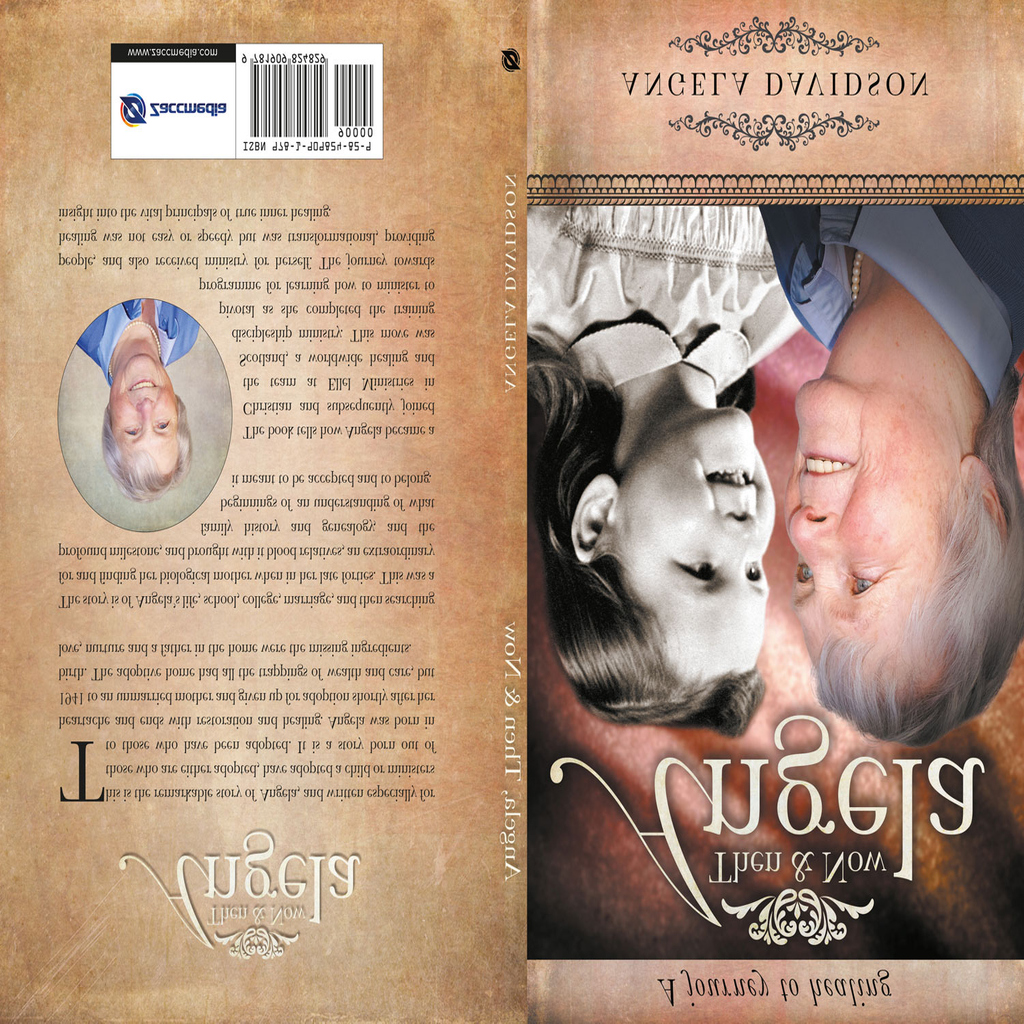 This is the remarkable story of Angela, and written especially for
those who are either adopted, have adopted a child or ministers
to those who have been adopted. It is a story born out of
heartache and ends with restoration and healing. Angela was born in
1941 to an unmarried mother and given up for adoption shortly after her
birth. The adoptive home had all the trappings of wealth and care, but
love, nurture and a father in the home were the missing ingredients.
The story is of Angela's life, school, college, marriage, and then searching
for and finding her biological mother when in her late forties. This was a
profound milestone, and brought with it blood relatives, an extraordinary
family history and genealogy, and the
beginnings of an understanding of what
it meant to be accepted and to belong.
The book tells how Angela became a
Christian and subsequently joined
the team at Ellel Ministries in
Scotland, a worldwide healing and
discipleship ministry. This move was
pivotal as she completed the training
programme for learning how to minister to
people, and also received ministry for herself. The journey towards
healing was not easy or speedy but was transformational, providing
insight into the vital principals of true inner healing.
Then & Now
Angela
zaccmedia
www.zaccmedia.com
ISBN 978-1-909824-82-9
90000
9 781909 824829
Angela, Then & Now
ANGELA DAVIDSON
A journey to healing
Then & Now
Angela
ANGELA DAVIDSON